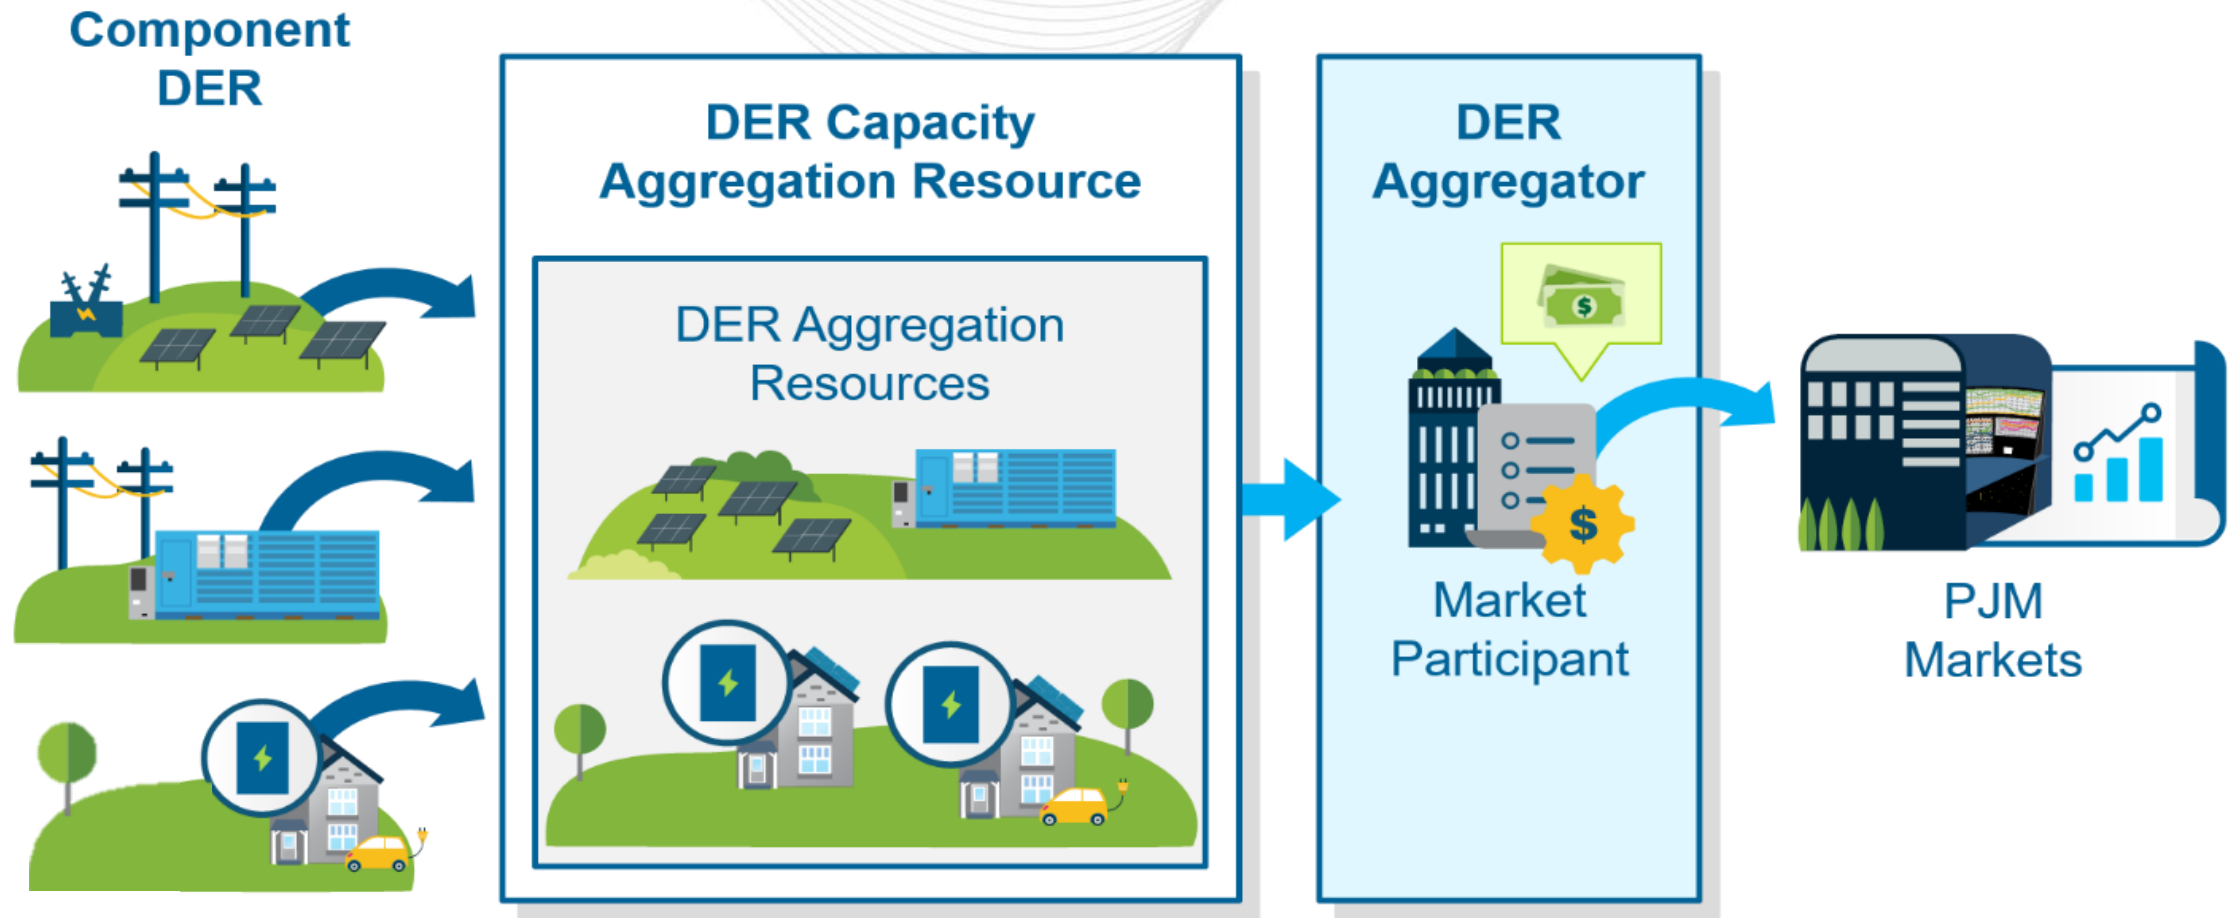 Component
DER
DER Capacity
Aggregation Resource
DER Aggregation
Resources
DER
Aggregator
$
$
Market
Participant
PJM
Markets